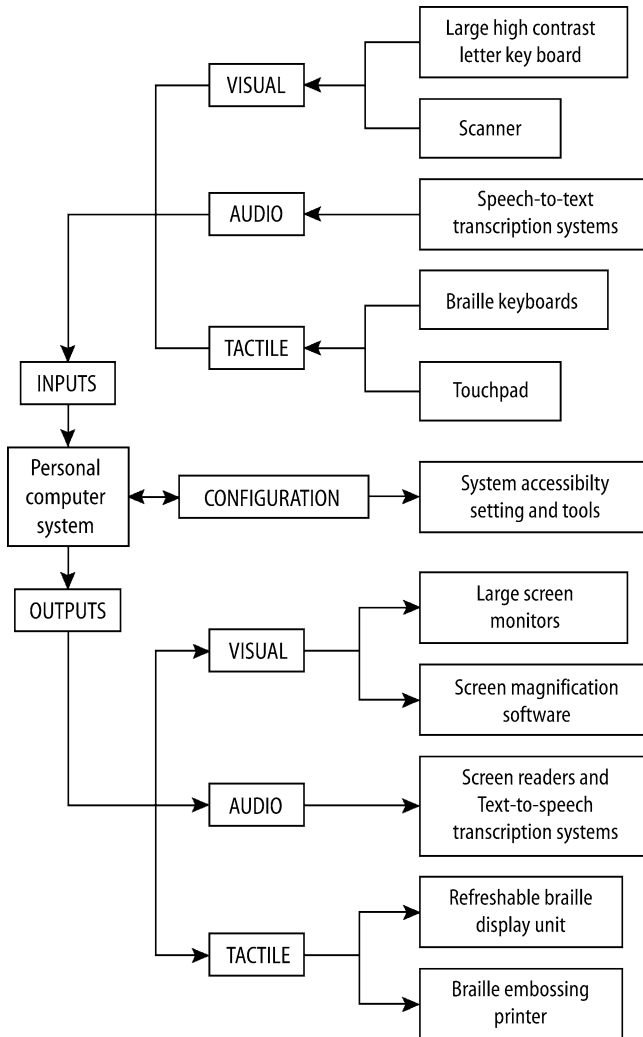 Large high contrast
letter key board
VISUAL
Scanner
AUDIO
Speech-to-text
transcription systems
Braille keyboards
TACTILE
Touchpad
INPUTS
Personal
computer
system
CONFIGURATION
System accessibilty
setting and tools
OUTPUTS
Large screen
monitors
VISUAL
Screen magnification
software
AUDIO
Screen readers and
Text-to-speech
transcription systems
Refreshable braille
display unit
TACTILE
Braille embossing
printer